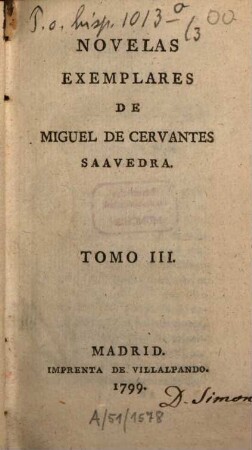 P.o. hisp. 1013-a (3 00
NOVELAS
EXEMPLARES
DE
MIGUEL DE CERVANTES
SAAVEDRA.
TOMO III.
MADRID.
IMPRENTA DE VILLALPANDO.
1799.
D. Simon
A/51/1578